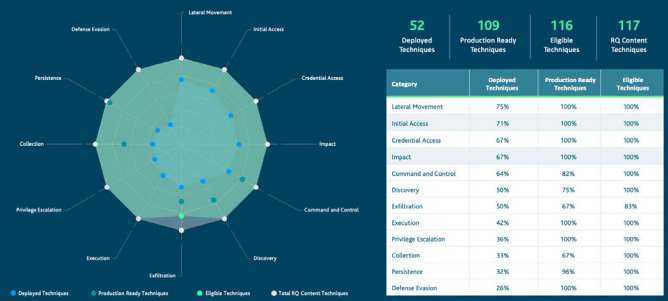 Lateral Movement
Defense Evasion
Initial Access
Persistence
Credential Access
Collection
Impact
Privilege Escalation
Command and Control
Execution
Discovery
Exfiltration
Deployed Techniques
Production Ready Techniques
Eligible Techniques
Total RQ Content Techniques
52 109 116 117
Deployed Production Ready Eligible RQ Content
Techniques Techniques Techniques Techniques
Category Deployed Techniques Production Ready Techniques Eligible Techniques
Lateral Movement 75% 100% 100%
Initial Access 71% 100% 100%
Credential Access 67% 100% 100%
Impact 67% 100% 100%
Command and Control 64% 82% 100%
Discovery 50% 75% 100%
Exfiltration 50% 67% 83%
Execution 42% 100% 100%
Privilege Escalation 36% 100% 100%
Collection 33% 67% 100%
Persistence 32% 96% 100%
Defense Evasion 26% 100% 100%